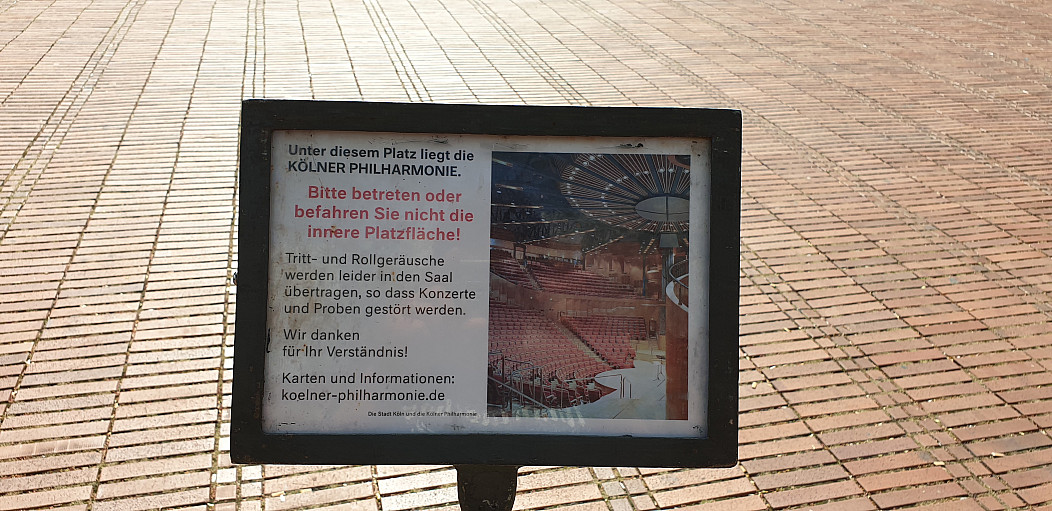 Unter diesem Platz liegt die
KÖLNER PHILHARMONIE.
Bitte betreten oder
befahren Sie nicht die
innere Platzfläche!
Tritt- und Rollgeräusche
werden leider in den Saal
übertragen, so dass Konzerte
und Proben gestört werden.
Wir danken
für Ihr Verständnis!
Karten und Informationen:
koelner-philharmonie.de
Die Stadt Köln und die Kölner Philharmonie